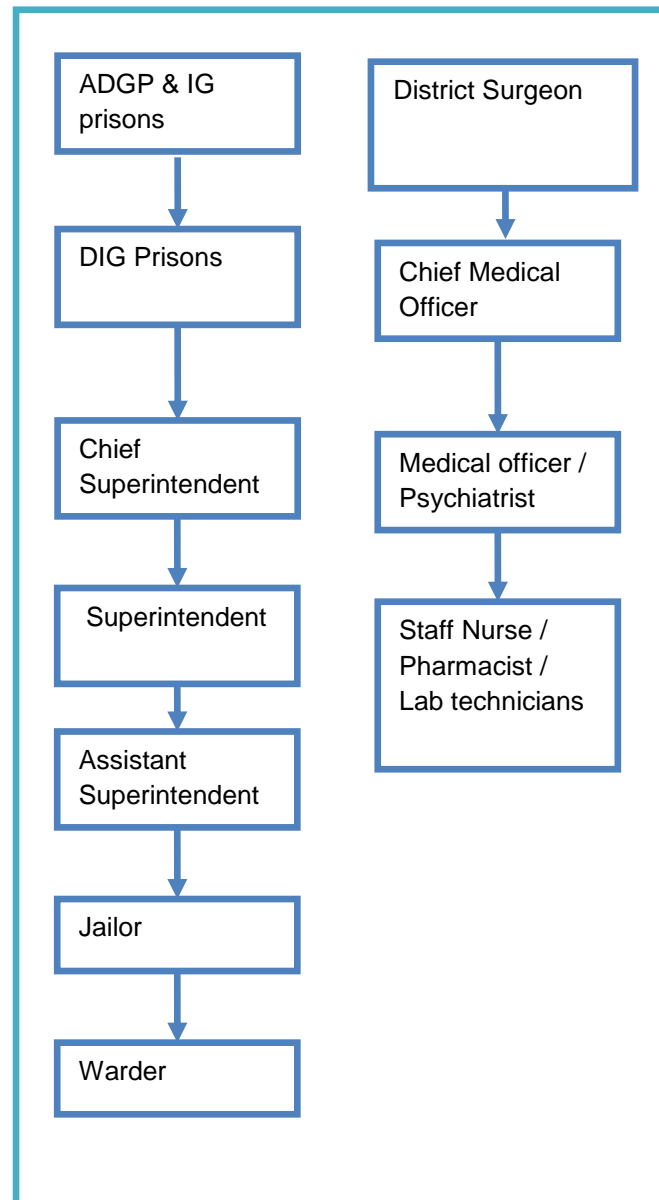 ADGP & IG
prisons
DIG Prisons
Chief
Superintendent
Superintendent
Assistant
Superintendent
Jailor
Warder
District Surgeon
Chief Medical
Officer
Medical officer /
Psychiatrist
Staff Nurse /
Pharmacist /
Lab technicians